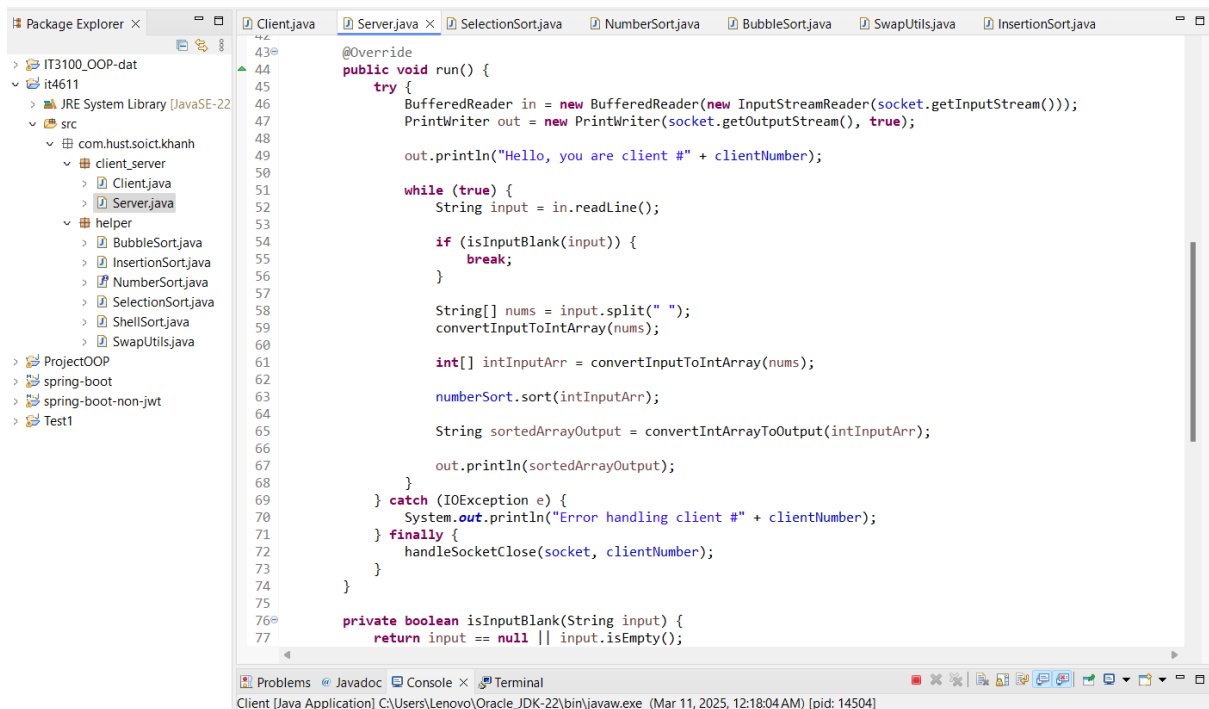 Package Explorer
IT3100_OOP-dat
it4611
JRE System Library [JavaSE-22
src
com.hust.soict.khanh
client_server
Client.java
Server.java
helper
BubbleSort.java
InsertionSort.java
NumberSort.java
SelectionSort.java
ShellSort.java
SwapUtils.java
ProjectOOP
spring-boot
spring-boot-non-jwt
Test1
Client.java Server.java SelectionSort.java NumberSort.java BubbleSort.java SwapUtils.java InsertionSort.java
42
43 @Override
44 public void run() {
45 try {
46 BufferedReader in = new BufferedReader(new InputStreamReader(socket.getInputStream()));
47 PrintWriter out = new PrintWriter(socket.getOutputStream(), true);
48
49 out.println("Hello, you are client #" + clientNumber);
50
51 while (true) {
52 String input = in.readLine();
53
54 if (isInputBlank(input)) {
55 break;
56 }
57
58 String[] nums = input.split(" ");
59 convertInputToIntArray(nums);
60
61 int[] intInputArr = convertInputToIntArray(nums);
62
63 numberSort.sort(intInputArr);
64
65 String sortedArrayOutput = convertIntArrayToOutput(intInputArr);
66
67 out.println(sortedArrayOutput);
68 }
69 } catch (IOException e) {
70 System.out.println("Error handling client #" + clientNumber);
71 } finally {
72 handleSocketClose(socket, clientNumber);
73 }
74 }
75
76 private boolean isInputBlank(String input) {
77 return input == null || input.isEmpty();
Problems @ Javadoc Console Terminal
Client [Java Application] C:\Users\Lenovo\Oracle_JDK-22\bin\javaw.exe (Mar 11, 2025, 12:18:04 AM) [pid: 14504]